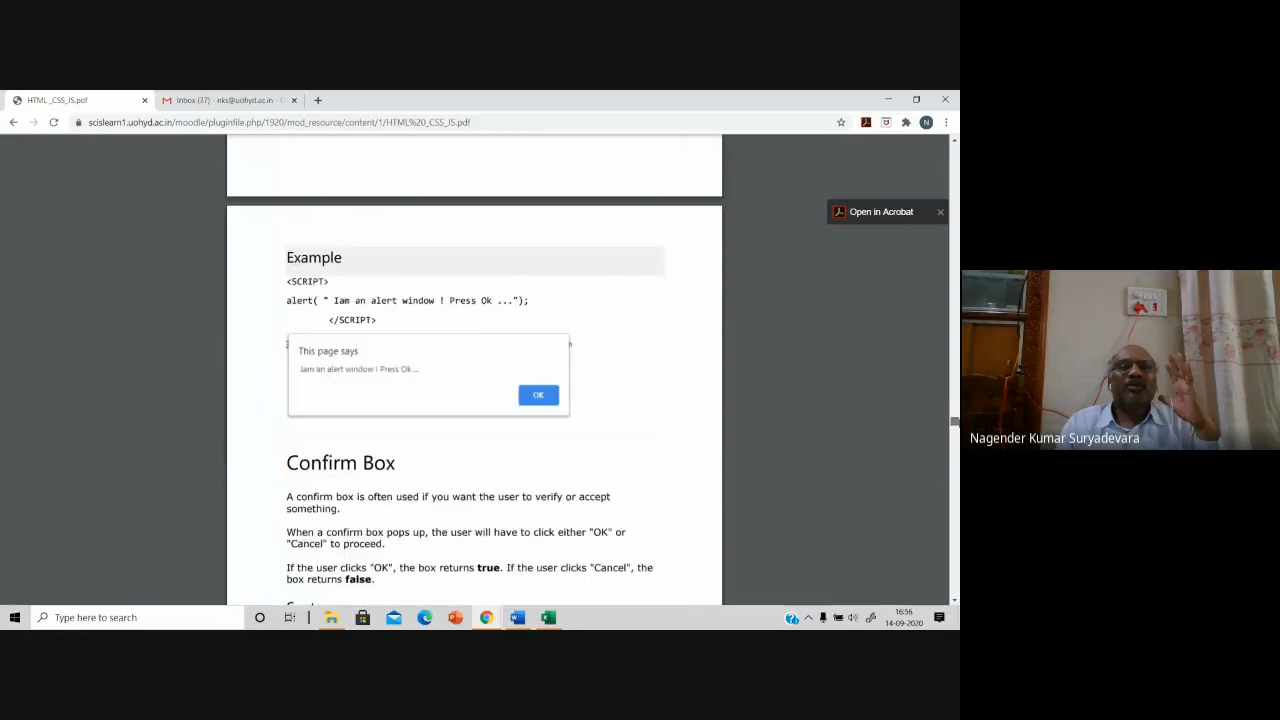 HTML _CSS_JS.pdf
Inbox (37) - nks@uohyd.ac.in -
scislearn1.uohyd.ac.in/moodle/pluginfile.php/1920/mod_resource/content/1/HTML%20_CSS_JS.pdf
N
Open in Acrobat
Example
<SCRIPT>
alert( " Iam an alert window ! Press Ok ...");
</SCRIPT>
This page says
Iam an alert window ! Press Ok ...
OK
Confirm Box
A confirm box is often used if you want the user to verify or accept
something.
When a confirm box pops up, the user will have to click either "OK" or
"Cancel" to proceed.
If the user clicks "OK", the box returns true. If the user clicks "Cancel", the
box returns false.
Nagender Kumar Suryadevara
Type here to search
16:56
14-09-2020